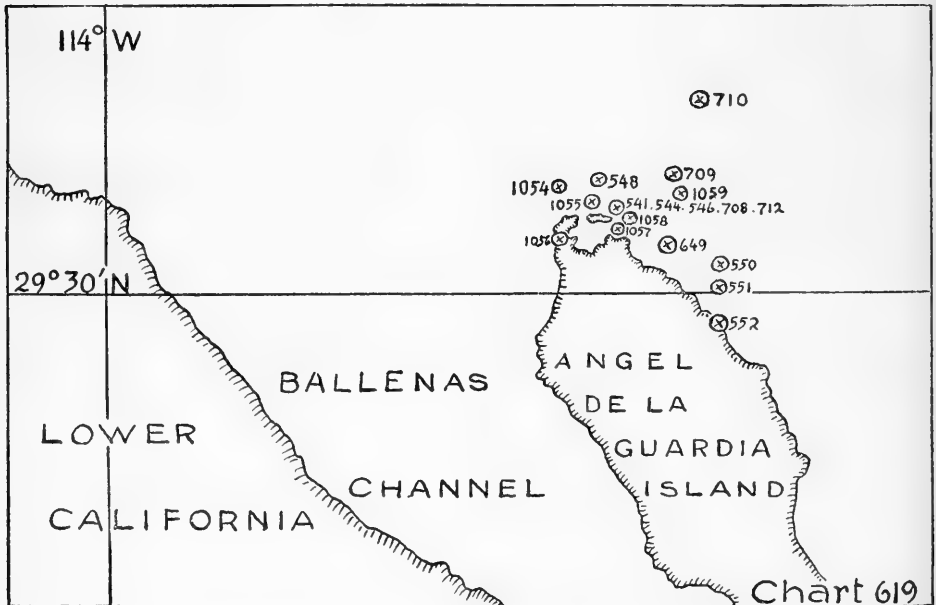 114° W
710
709
548
1054
1059
1055
541.544.546.708.712
1058
1057
1056
649
550
29°30'N
551
552
ANGEL
BALLENAS
DE LA
LOWER
GUARDIA
CHANNEL
ISLAND
CALIFORNIA
Chart 619